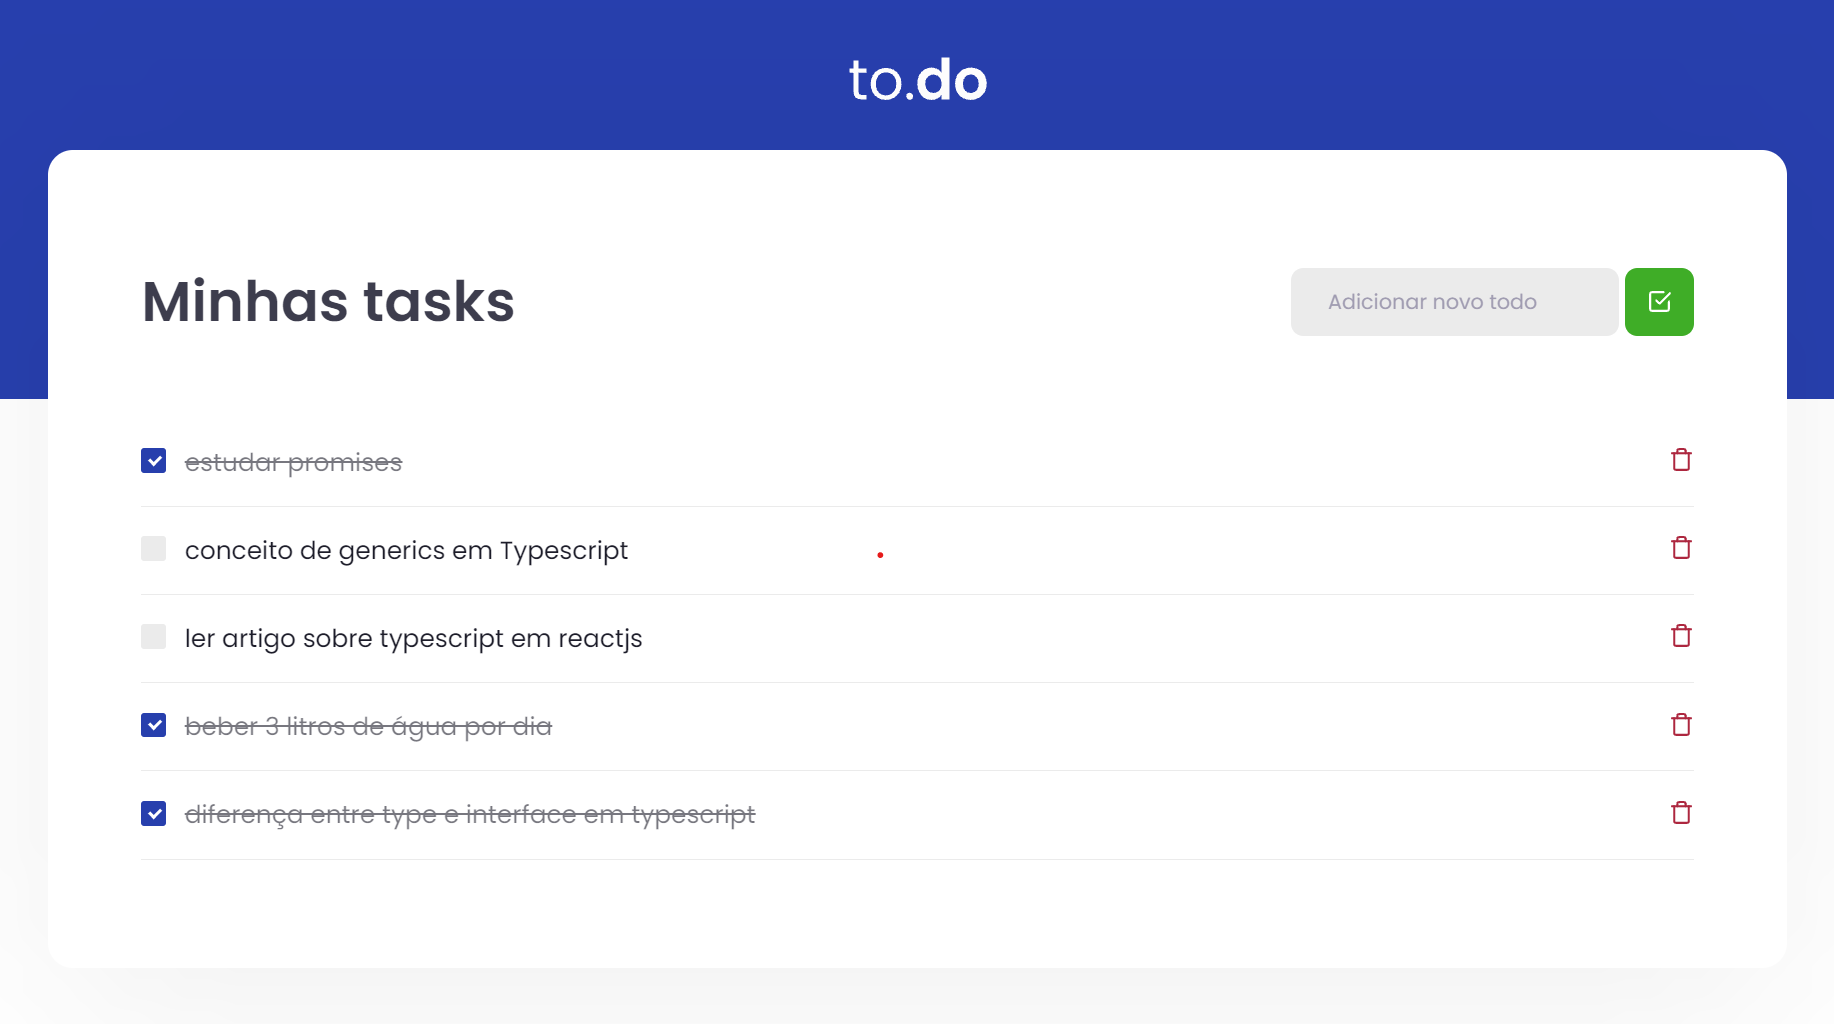 to.do
Minhas tasks
Adicionar novo todo
estudar promises
conceito de generics em Typescript
ler artigo sobre typescript em reactjs
beber 3 litros de água por dia
diferença entre type e interface em typescript